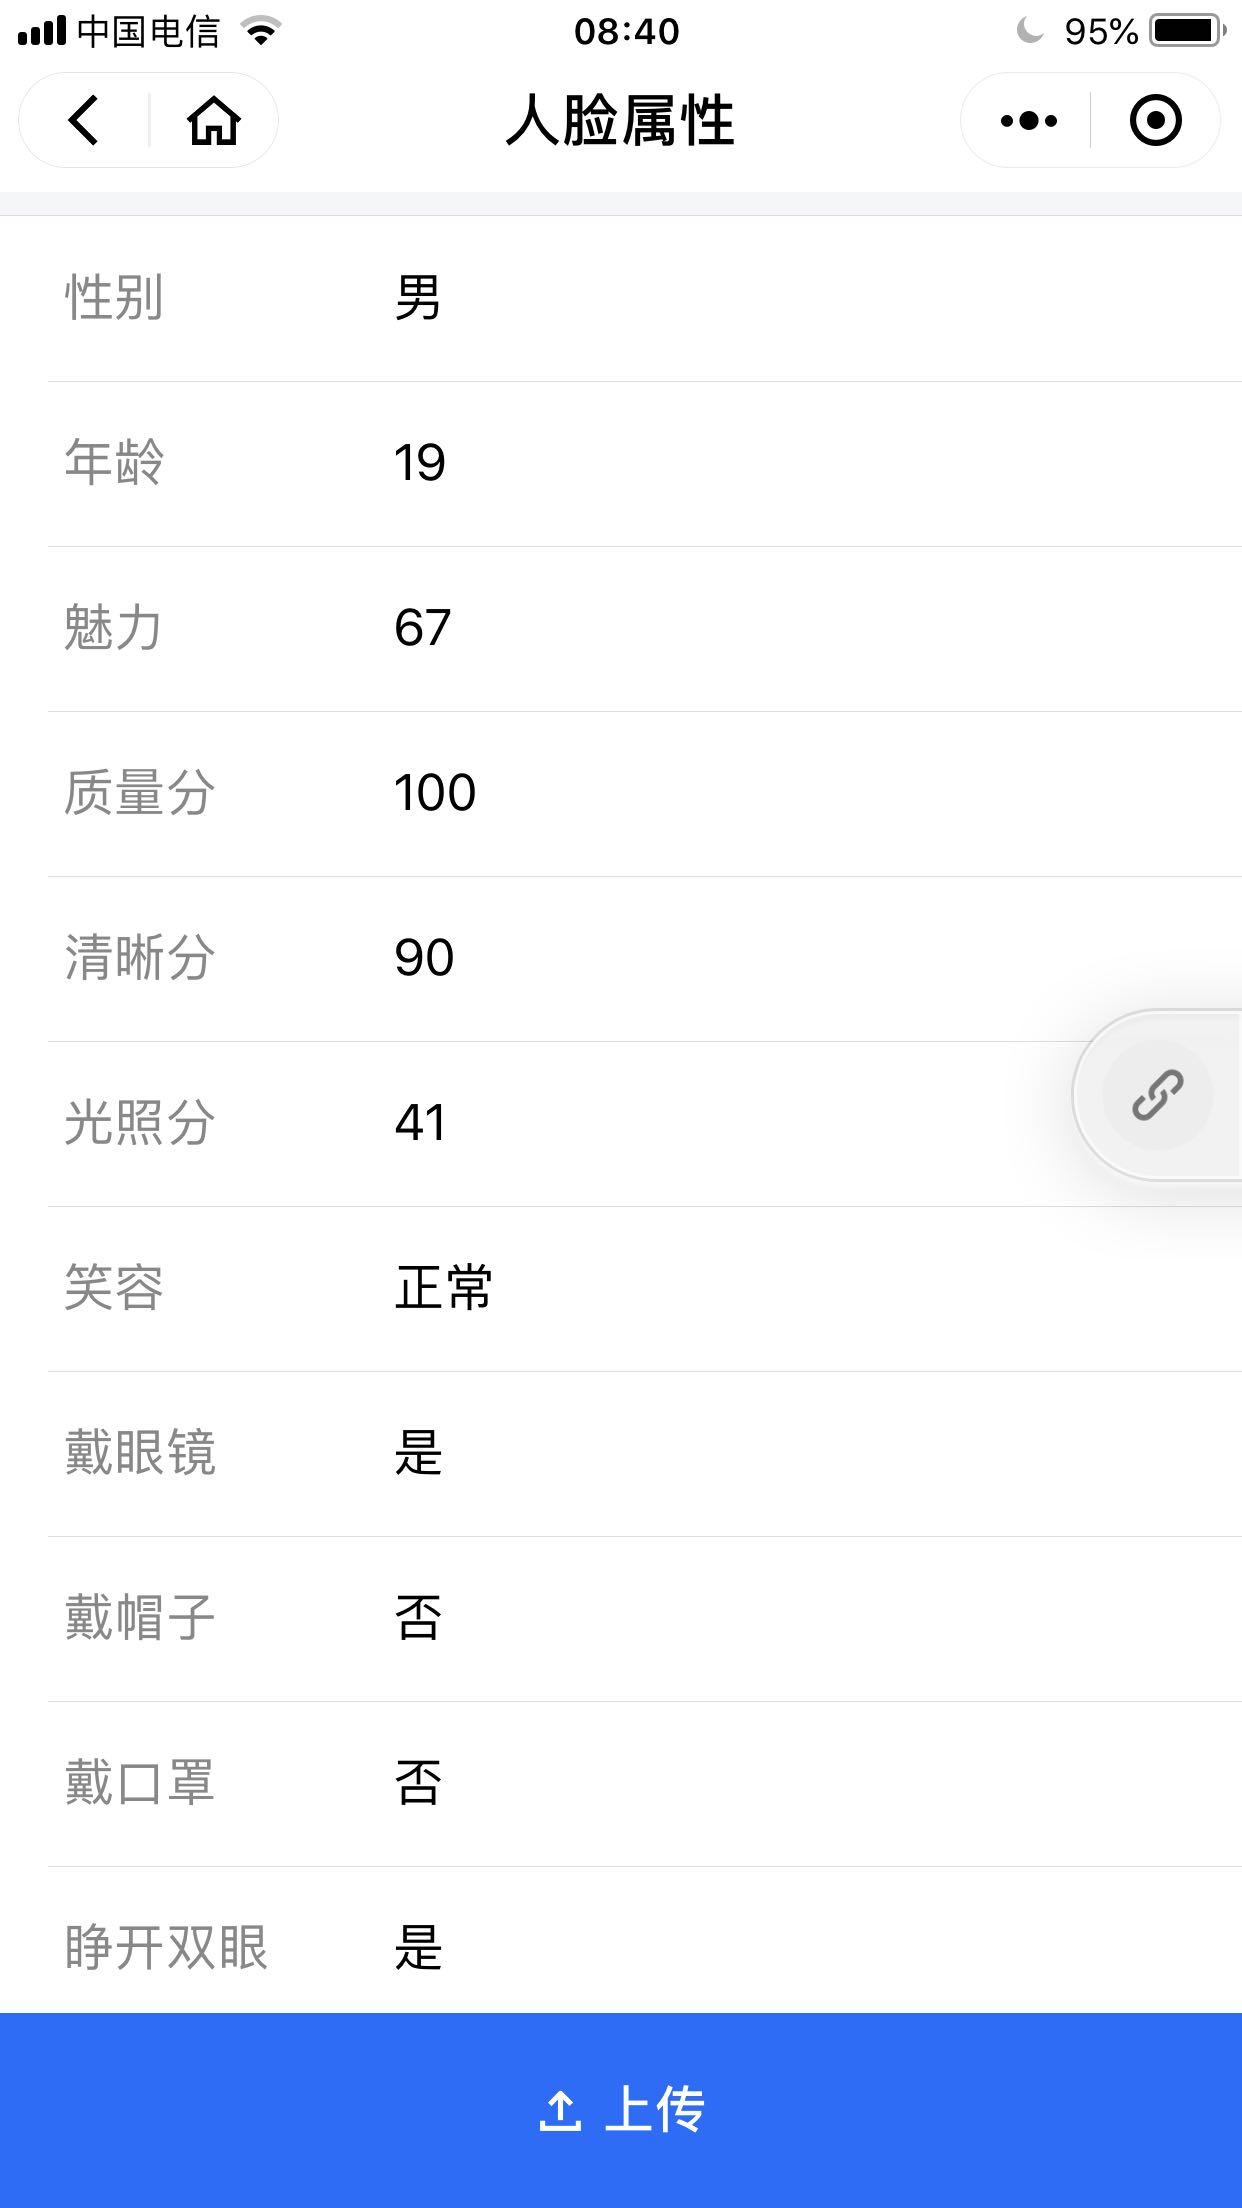 中国电信 08:40 95%
人脸属性
性别 男
年龄 19
魅力 67
质量分 100
清晰分 90
光照分 41
笑容 正常
戴眼镜 是
戴帽子 否
戴口罩 否
睁开双眼 是
上传